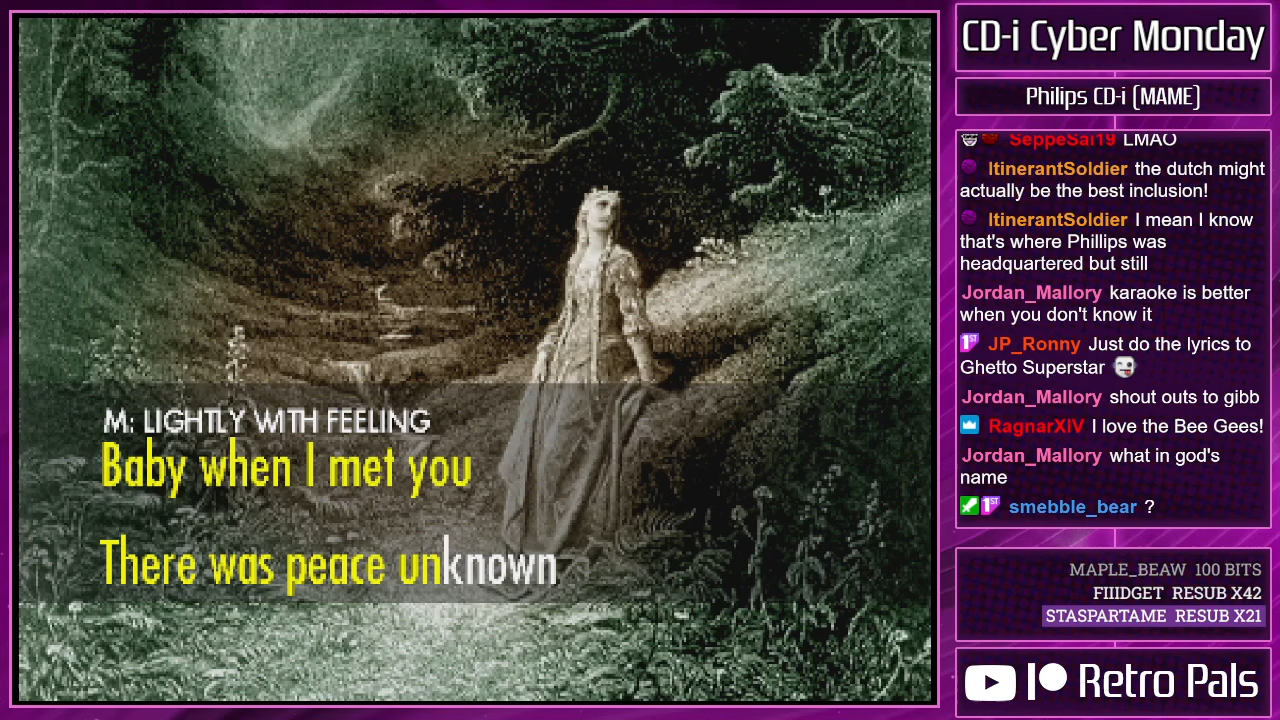 M: LIGHTLY WITH FEELING
Baby when I met you
There was peace unknown
CD-i Cyber Monday
Philips CD-i [MAME]
SeppeSai19 LMAO
ItinerantSoldier the dutch might
actually be the best inclusion!
ItinerantSoldier I mean I know
that's where Phillips was
headquartered but still
Jordan_Mallory karaoke is better
when you don't know it
1ST JP_Ronny Just do the lyrics to
Ghetto Superstar
Jordan_Mallory shout outs to gibb
RagnarXIV I love the Bee Gees!
Jordan_Mallory what in god's
name
1ST smebble_bear ?
MAPLE_BEAW 100 BITS
FIIIDGET RESUB X42
STASPARTAME RESUB X21
Retro Pals